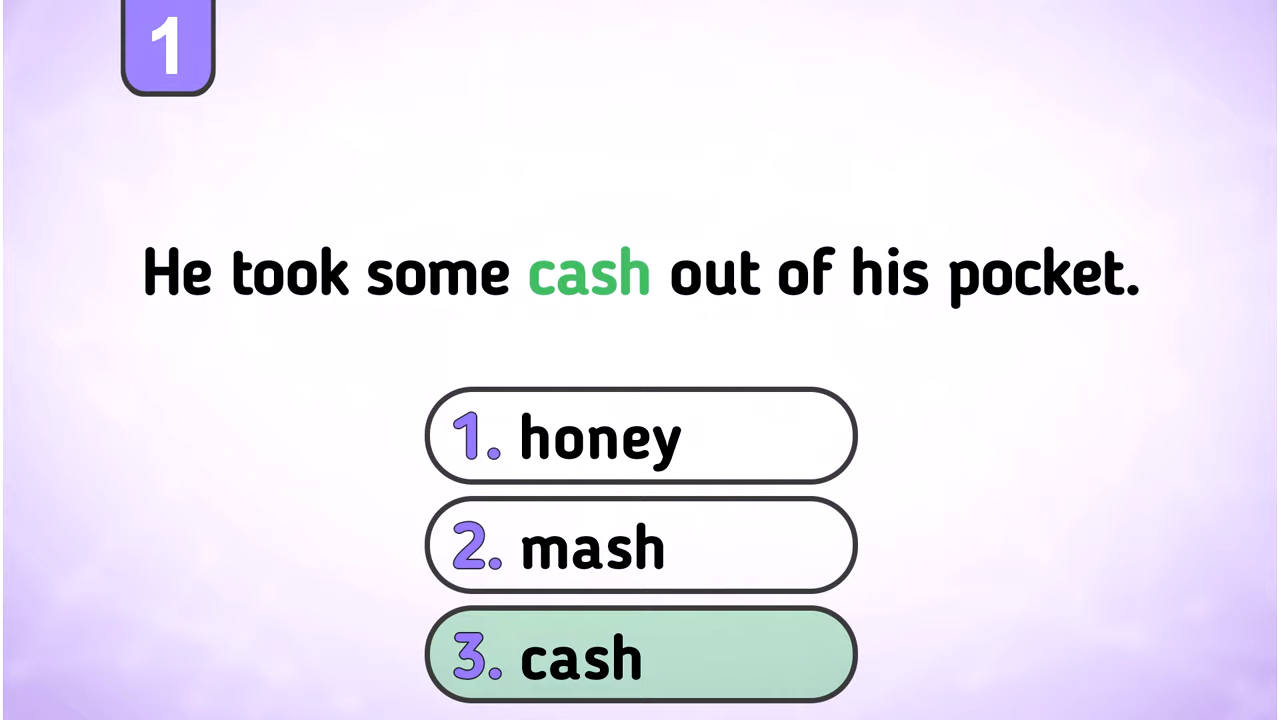 1
He took some cash out of his pocket.
1. honey
2. mash
3. cash